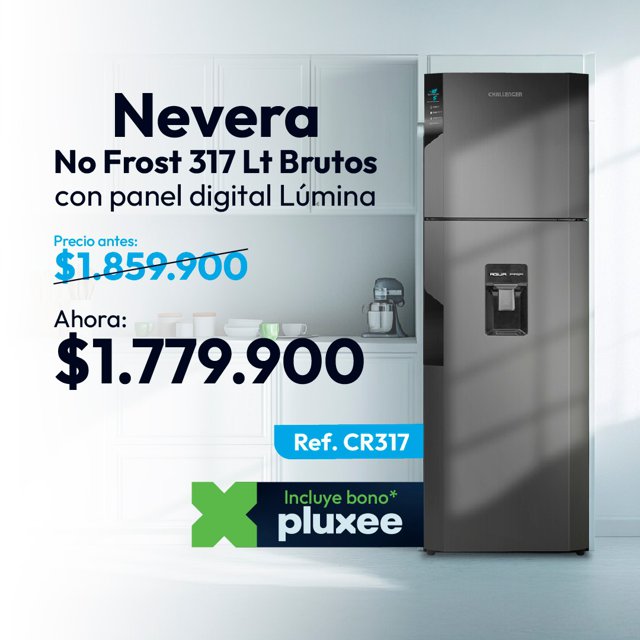 Nevera
No Frost 317 Lt Brutos
con panel digital Lúmina
Precio antes:
$1.859.900
Ahora:
$1.779.900
Ref. CR317
Incluye bono*
pluxee
CHALLENGER